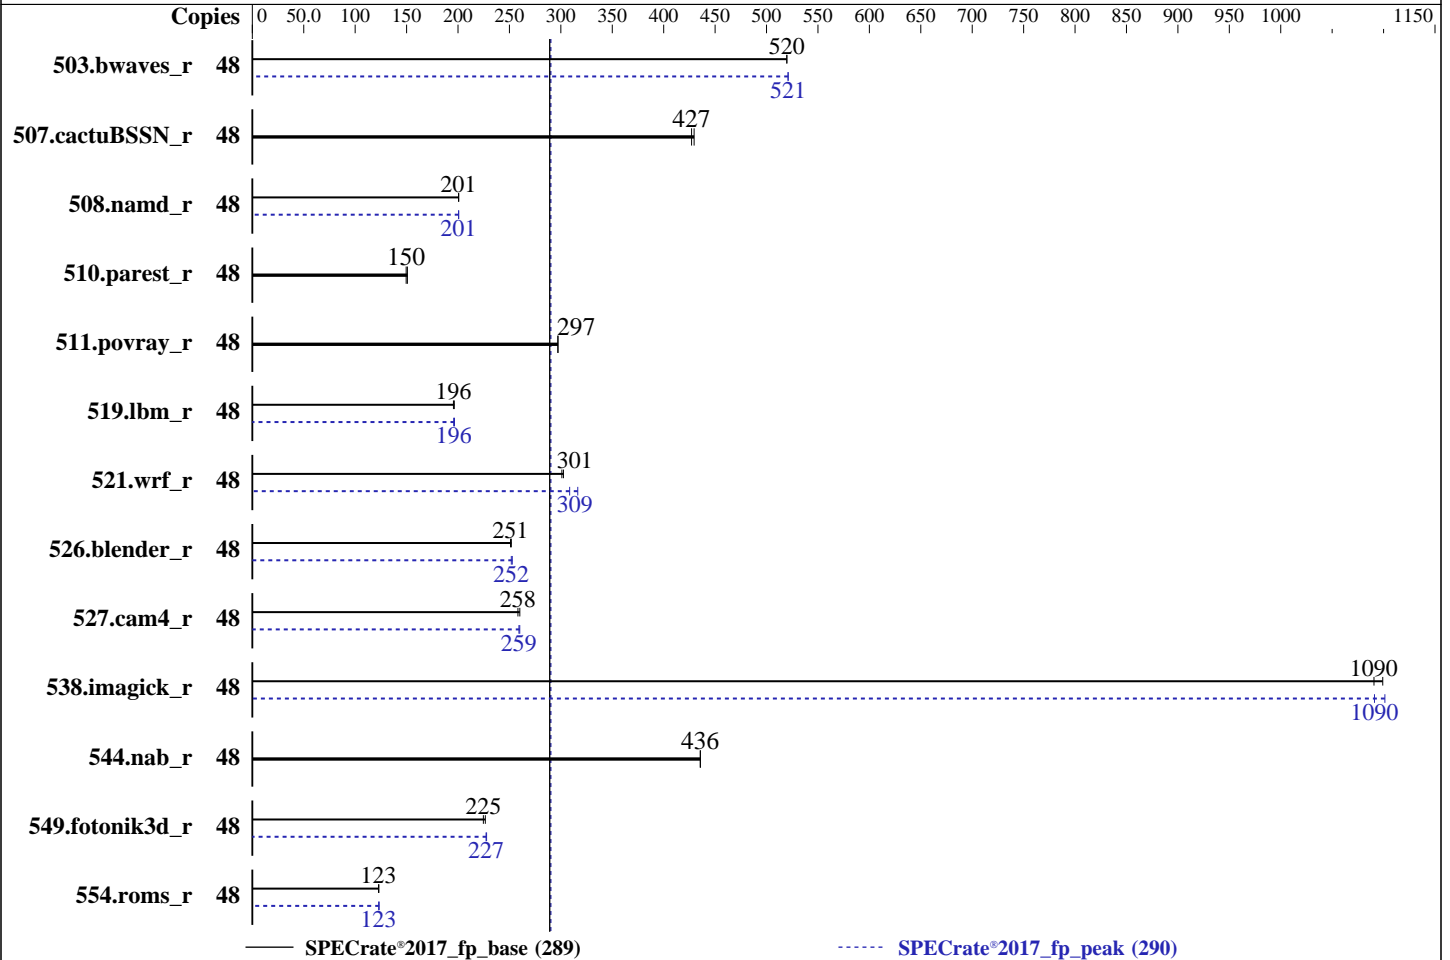 Copies 0 50.0 100 150 200 250 300 350 400 450 500 550 600 650 700 750 800 850 900 950 1000 1150
520
503.bwaves_r 48
521
427
507.cactuBSSN_r 48
201
508.namd_r 48
201
150
510.parest_r 48
297
511.povray_r 48
196
519.lbm_r 48
196
301
521.wrf_r 48
309
251
526.blender_r 48
252
258
527.cam4_r 48
259
1090
538.imagick_r 48
1090
436
544.nab_r 48
225
549.fotonik3d_r 48
227
123
554.roms_r 48
123
SPECrate®2017_fp_base (289) SPECrate®2017_fp_peak (290)